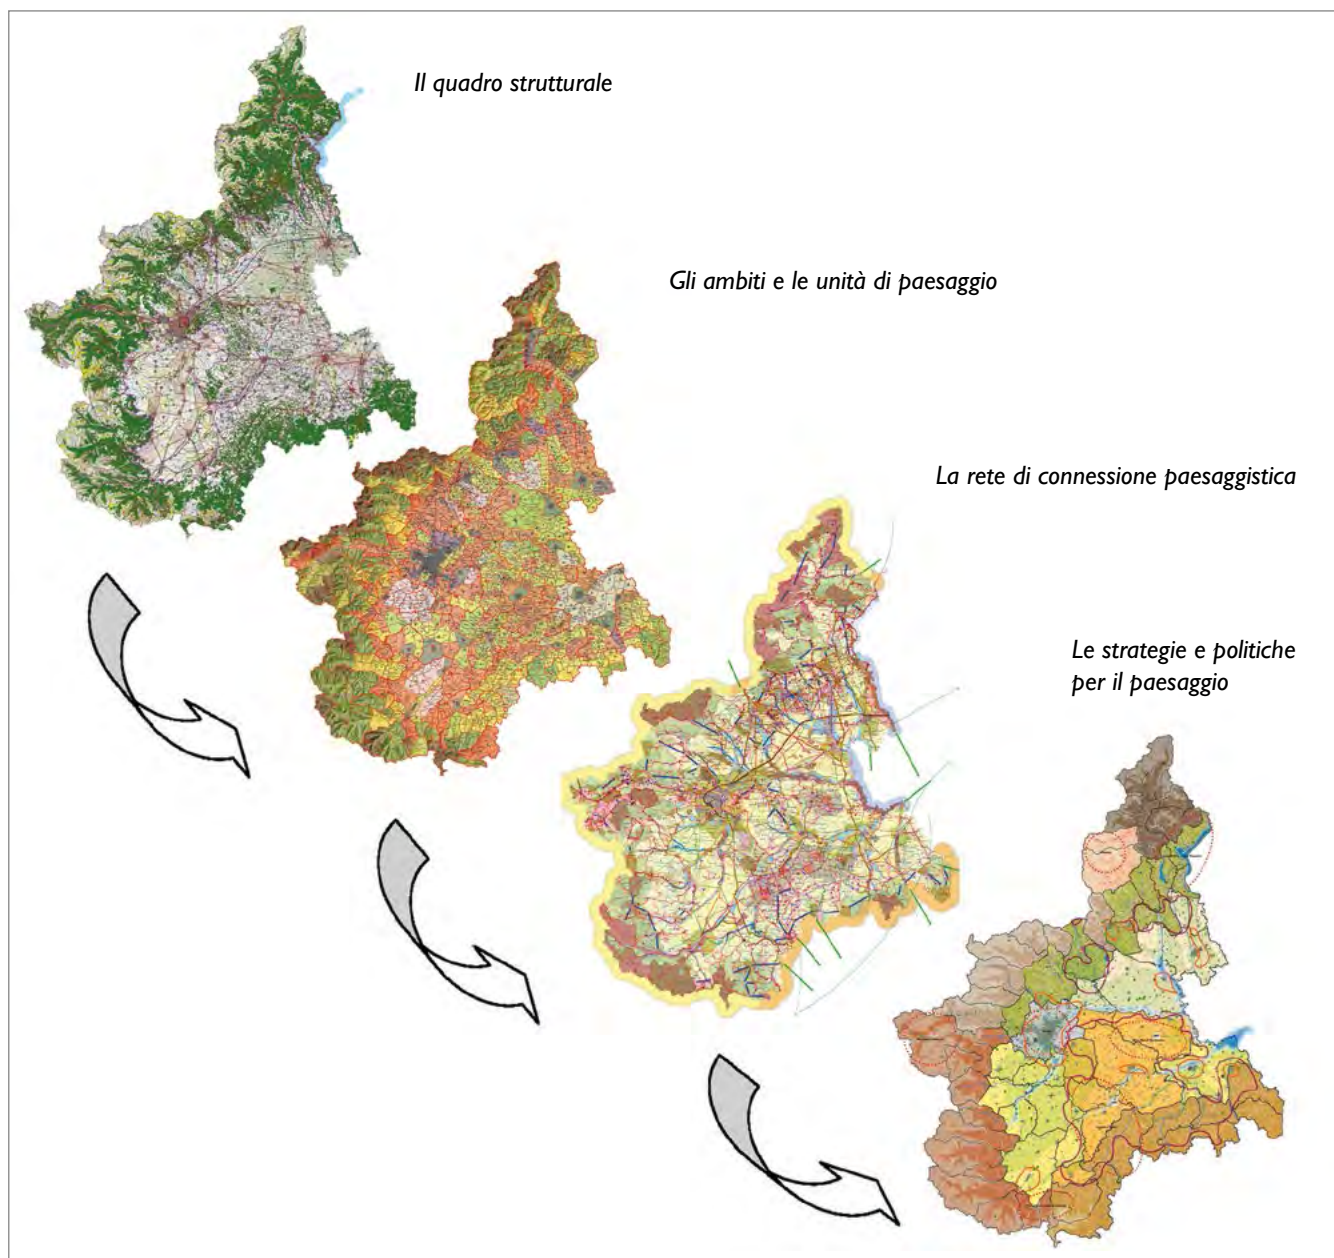 Il quadro strutturale
Gli ambiti e le unità di paesaggio
La rete di connessione paesaggistica
Le strategie e politiche
per il paesaggio